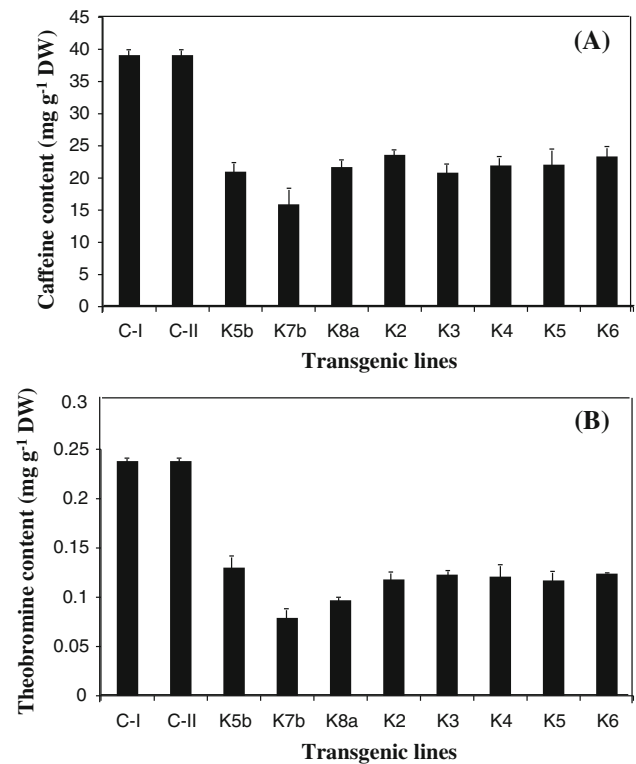 (A)
Caffeine content (mg g-1 DW)
45
40
35
30
25
20
15
10
5
0
C-I C-II K5b K7b K8a K2 K3 K4 K5 K6
Transgenic lines
(B)
Theobromine content (mg g-1 DW)
0.3
0.25
0.2
0.15
0.1
0.05
0
C-I C-II K5b K7b K8a K2 K3 K4 K5 K6
Transgenic lines